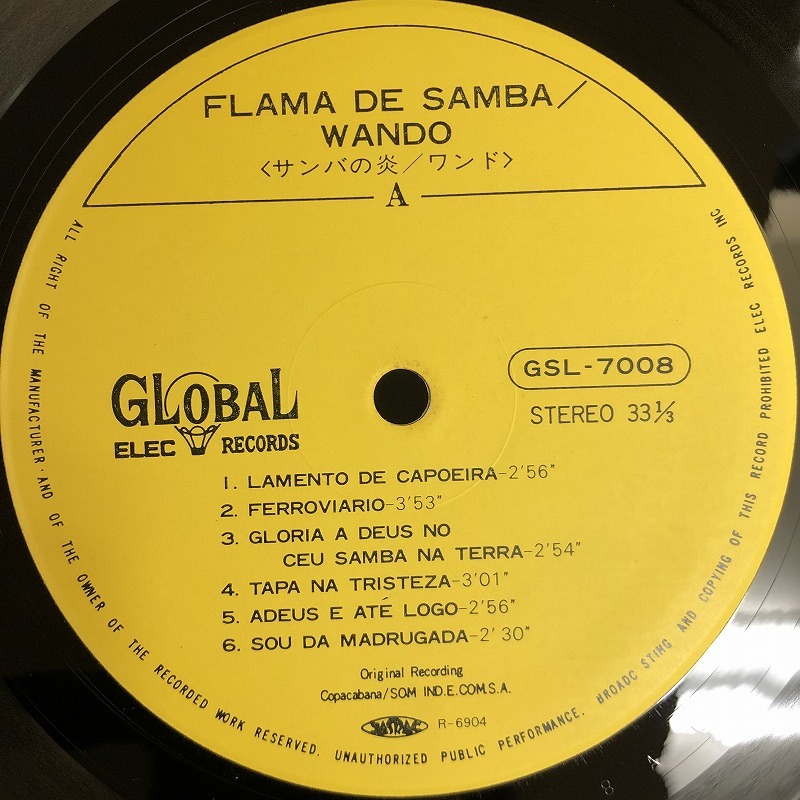 FLAMA DE SAMBA/
WANDO
<サンバの炎/ワンド>
A
GLOBAL
ELEC RECORDS
GSL-7008
STEREO 33⅓
1. LAMENTO DE CAPOEIRA-2'56"
2. FERROVIARIO-3'53"
3. GLORIA A DEUS NO
CEU SAMBA NA TERRA-2'54"
4. TAPA NA TRISTEZA-3'01"
5. ADEUS E ATÉ LOGO-2'56"
6. SOU DA MADRUGADA-2'30"
Original Recording
Copacabana/SOM IND.E.COM.S.A.
JASRAC R-6904
ALL RIGHT OF THE MANUFACTURER·AND OF THE OWNER OF THE RECORDED WORK RESERVED. UNAUTHORIZED PUBLIC PERFORMANCE. BROADC STING AND COPYING OF THIS RECORD PROHIBITED ELEC RECORDS INC
8